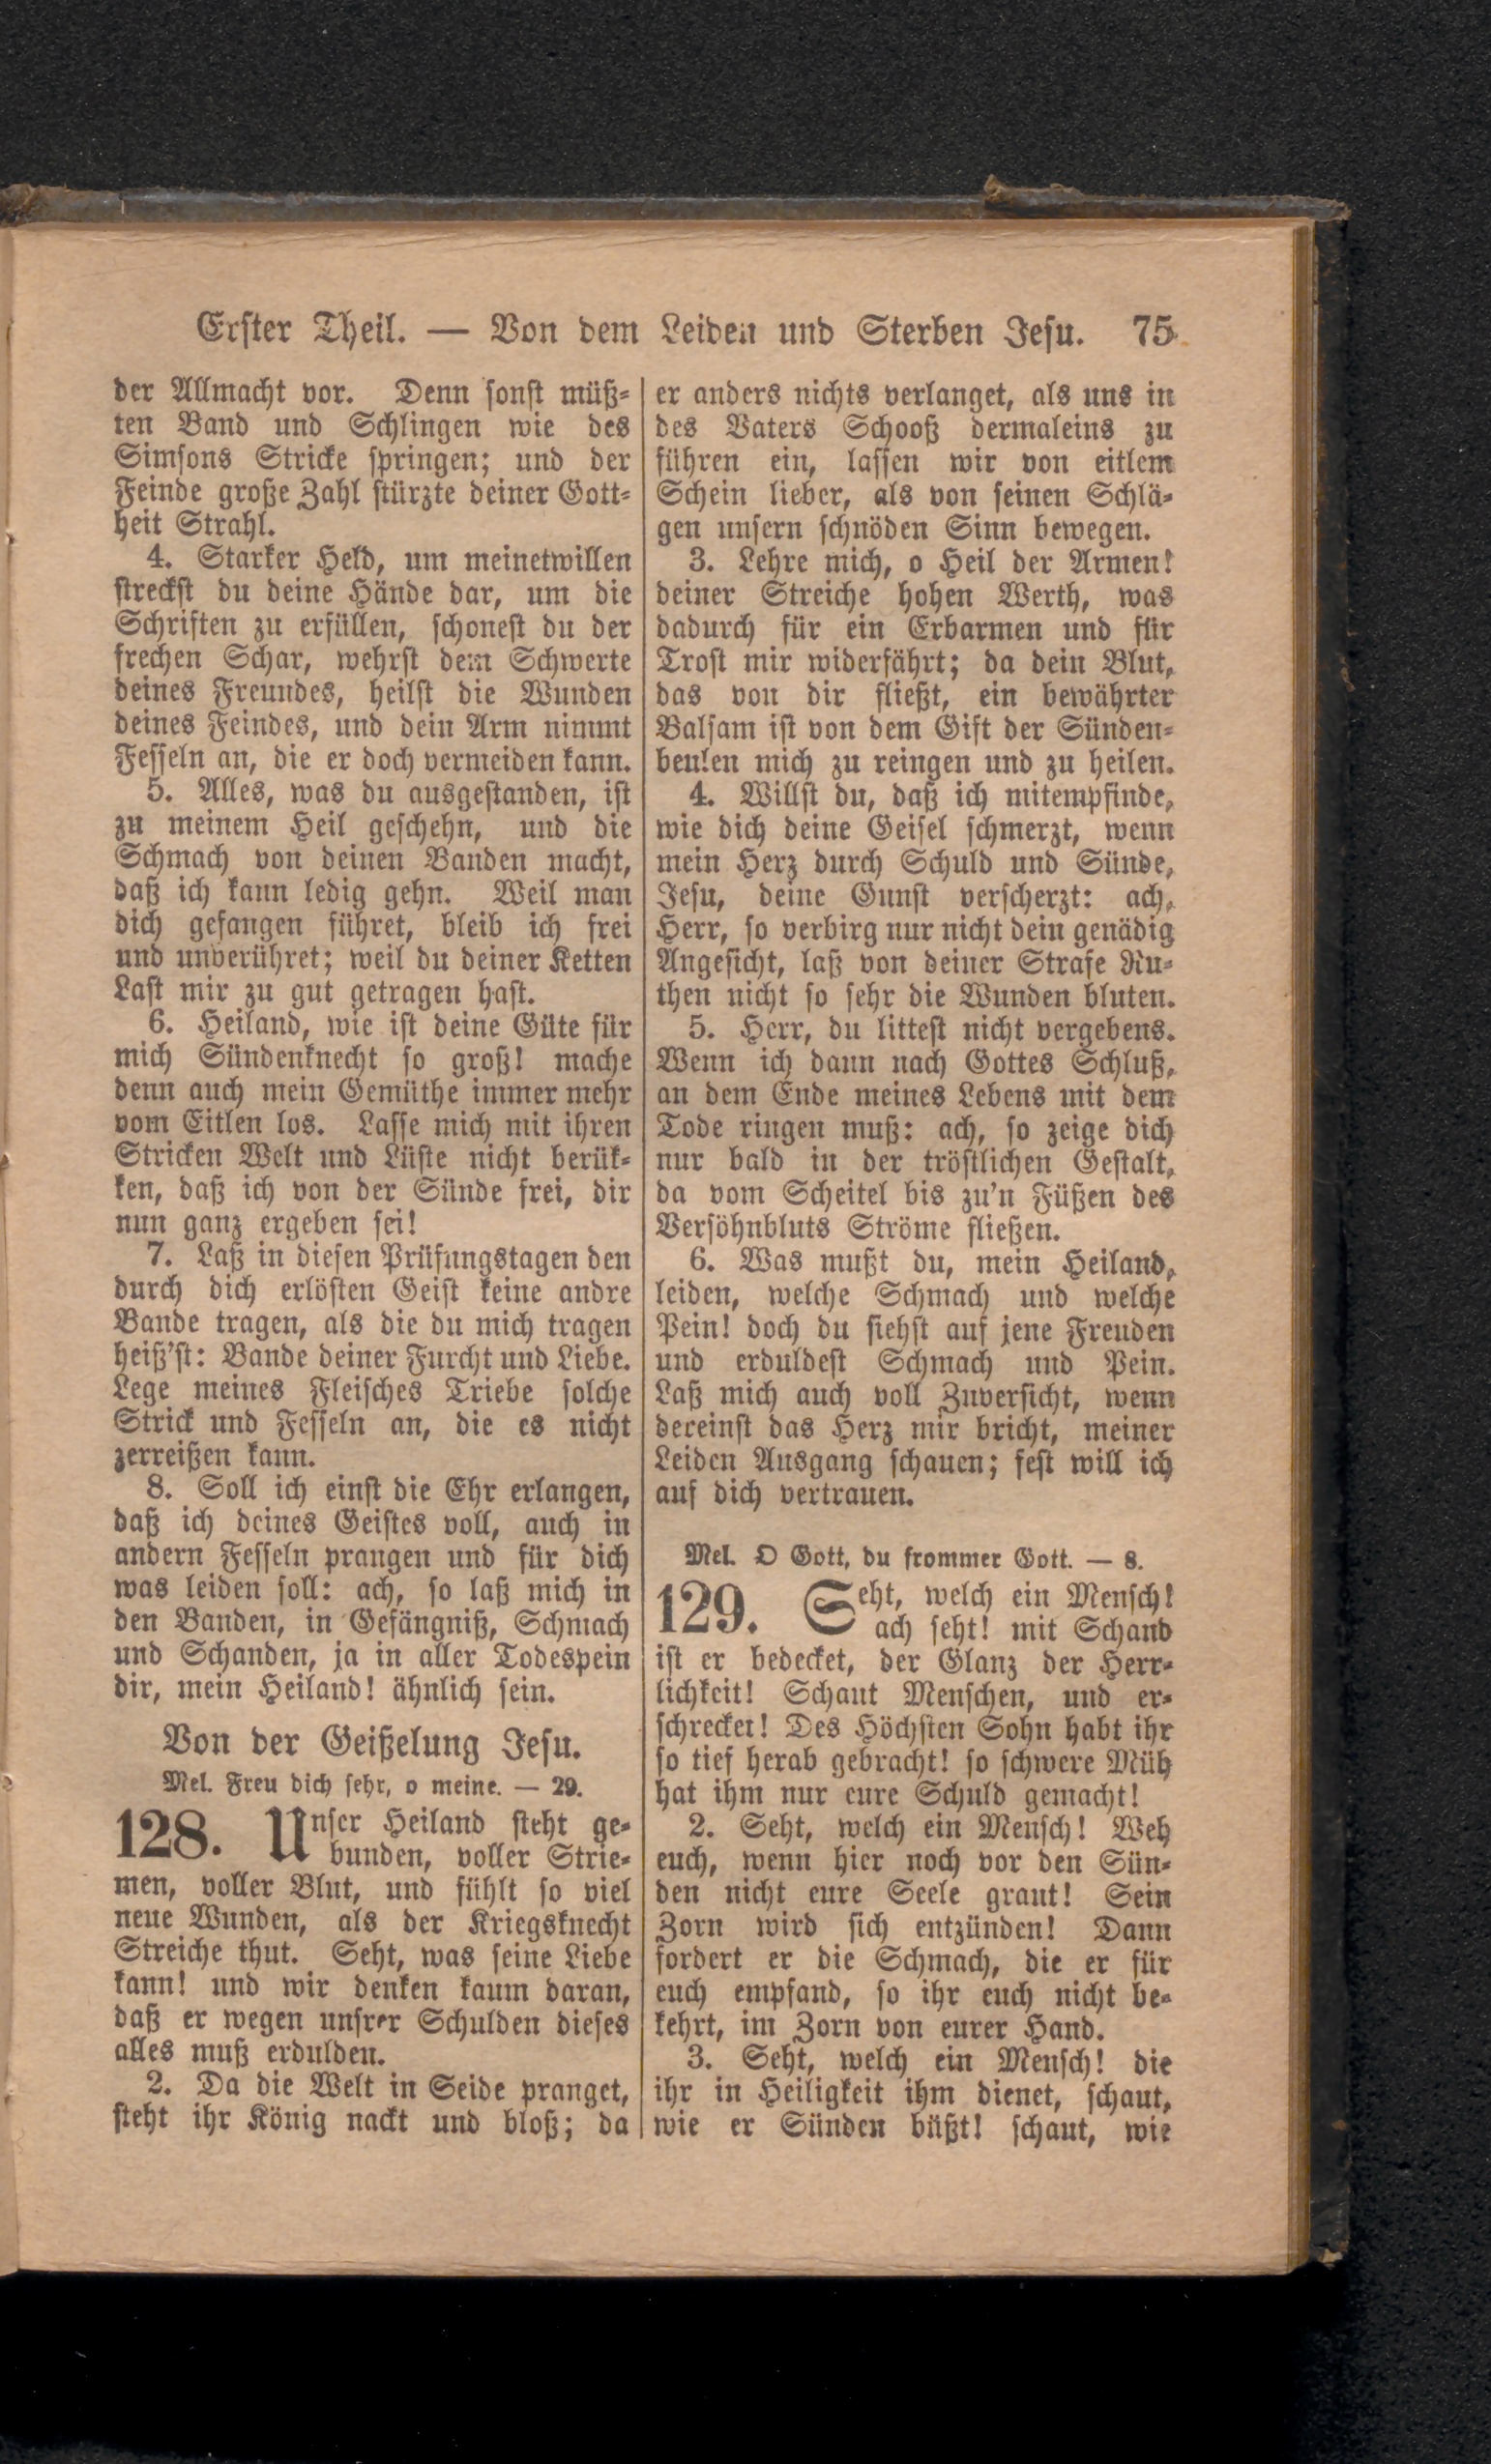 Erster Theil. — Von dem Leiden und Sterben Jesu. 75
der Allmacht vor. Denn sonst müß-
ten Band und Schlingen wie des
Simsons Stricke springen; und der
Feinde große Zahl stürzte deiner Gott-
heit Strahl.
4. Starker Held, um meinetwillen
streckst du deine Hände dar, um die
Schriften zu erfüllen, schonest du der
frechen Schar, wehrst dem Schwerte
deines Freundes, heilst die Wunden
deines Feindes, und dein Arm nimmt
Fesseln an, die er doch vermeiden kann.
5. Alles, was du ausgestanden, ist
zu meinem Heil geschehn, und die
Schmach von deinen Banden macht,
daß ich kann ledig gehn. Weil man
dich gefangen führet, bleib ich frei
und unberühret; weil du deiner Ketten
Last mir zu gut getragen hast.
6. Heiland, wie ist deine Güte für
mich Sündenknecht so groß! mache
denn auch mein Gemüthe immer mehr
vom Eitlen los. Lasse mich mit ihren
Stricken Welt und Lüste nicht berük-
ken, daß ich von der Sünde frei, dir
nun ganz ergeben sei!
7. Laß in diesen Prüfungstagen den
durch dich erlösten Geist keine andre
Bande tragen, als die du mich tragen
heiß'st: Bande deiner Furcht und Liebe.
Lege meines Fleisches Triebe solche
Strick und Fesseln an, die es nicht
zerreißen kann.
8. Soll ich einst die Ehr erlangen,
daß ich deines Geistes voll, auch in
andern Fesseln prangen und für dich
was leiden soll: ach, so laß mich in
den Banden, in Gefängniß, Schmach
und Schanden, ja in aller Todespein
dir, mein Heiland! ähnlich sein.
Von der Geißelung Jesu.
Mel. Freu dich sehr, o meine. — 29.
128. Unser Heiland steht ge-
bunden, voller Strie-
men, voller Blut, und fühlt so viel
neue Wunden, als der Kriegsknecht
Streiche thut. Seht, was seine Liebe
kann! und wir denken kaum daran,
daß er wegen unsrer Schulden dieses
alles muß erdulden.
2. Da die Welt in Seide pranget,
steht ihr König nackt und bloß; da
er anders nichts verlanget, als uns in
des Vaters Schooß dermaleins zu
führen ein, lassen wir von eitlem
Schein lieber, als von seinen Schlä-
gen unsern schnöden Sinn bewegen.
3. Lehre mich, o Heil der Armen!
deiner Streiche hohen Werth, was
dadurch für ein Erbarmen und für
Trost mir widerfährt; da dein Blut,
das von dir fließt, ein bewährter
Balsam ist von dem Gift der Sünden-
beulen mich zu reingen und zu heilen.
4. Willst du, daß ich mitempfinde,
wie dich deine Geisel schmerzt, wenn
mein Herz durch Schuld und Sünde,
Jesu, deine Gunst verscherzt: ach,
Herr, so verbirg nur nicht dein genädig
Angesicht, laß von deiner Strafe Ru-
then nicht so sehr die Wunden bluten.
5. Herr, du littest nicht vergebens.
Wenn ich dann nach Gottes Schluß,
an dem Ende meines Lebens mit dem
Tode ringen muß: ach, so zeige dich
nur bald in der tröstlichen Gestalt,
da vom Scheitel bis zu'n Füßen des
Versöhnbluts Ströme fließen.
6. Was mußt du, mein Heiland,
leiden, welche Schmach und welche
Pein! doch du siehst auf jene Freuden
und erduldest Schmach und Pein.
Laß mich auch voll Zuversicht, wenn
dereinst das Herz mir bricht, meiner
Leiden Ausgang schauen; fest will ich
auf dich vertrauen.
Mel. O Gott, du frommer Gott. — 8.
129. Seht, welch ein Mensch!
ach seht! mit Schand
ist er bedecket, der Glanz der Herr-
lichkeit! Schaut Menschen, und er-
schrecket! Des Höchsten Sohn habt ihr
so tief herab gebracht! so schwere Müh
hat ihm nur eure Schuld gemacht!
2. Seht, welch ein Mensch! Weh
euch, wenn hier noch vor den Sün-
den nicht eure Seele graut! Sein
Zorn wird sich entzünden! Dann
fordert er die Schmach, die er für
euch empfand, so ihr euch nicht be-
kehrt, im Zorn von eurer Hand.
3. Seht, welch ein Mensch! die
ihr in Heiligkeit ihm dienet, schaut,
wie er Sünden büßt! schaut, wie